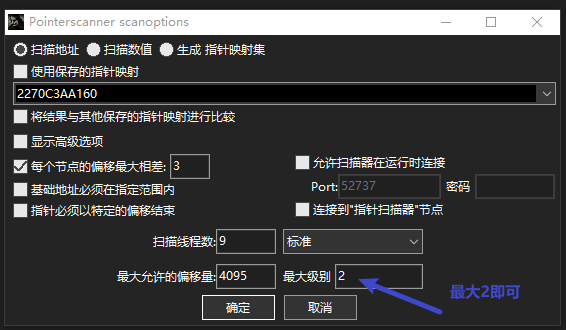 Pointerscanner scanoptions
扫描地址 扫描数值 生成 指针映射集
使用保存的指针映射
2270C3AA160
将结果与其他保存的指针映射进行比较
显示高级选项
每个节点的偏移最大相差: 3 允许扫描器在运行时连接
基础地址必须在指定范围内 Port: 52737 密码
指针必须以特定的偏移结束 连接到"指针扫描器"节点
扫描线程数: 9 标准
最大允许的偏移量: 4095 最大级别 2
最大2即可
确定 取消